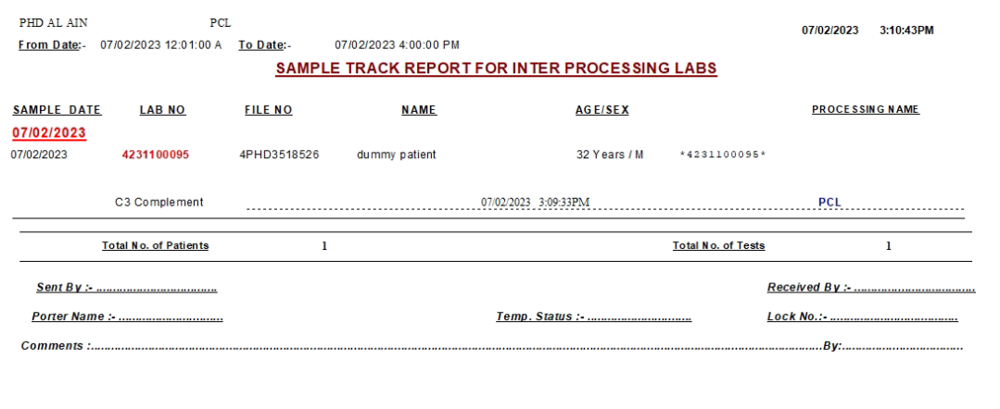 PHD AL AIN PCL 07/02/2023 3:10:43PM
From Date:- 07/02/2023 12:01:00 A To Date:- 07/02/2023 4:00:00 PM
SAMPLE TRACK REPORT FOR INTER PROCESSING LABS
SAMPLE DATE LAB NO FILE NO NAME AGE/SEX PROCESSING NAME
07/02/2023
07/02/2023 4231100095 4PHD3518526 dummy patient 32 Years / M *4231100095*
C3 Complement 07/02/2023 3:09:33PM PCL
Total No. of Patients 1 Total No. of Tests 1
Sent By :- .................................... Received By :- ....................................
Porter Name :- ............................... Temp. Status :- ............................... Lock No.:- .....................................
Comments :.....................................................................................................................By:....................................